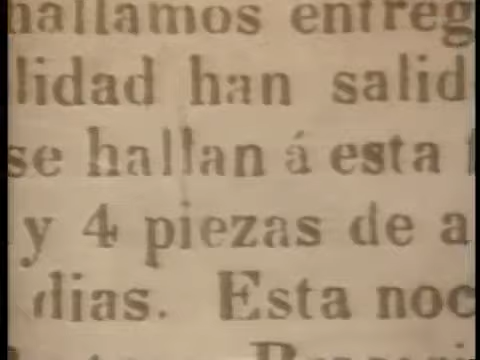 hallamos entreg
lidad han salid
se hallan á esta
y 4 piezas de a
dias. Esta noc